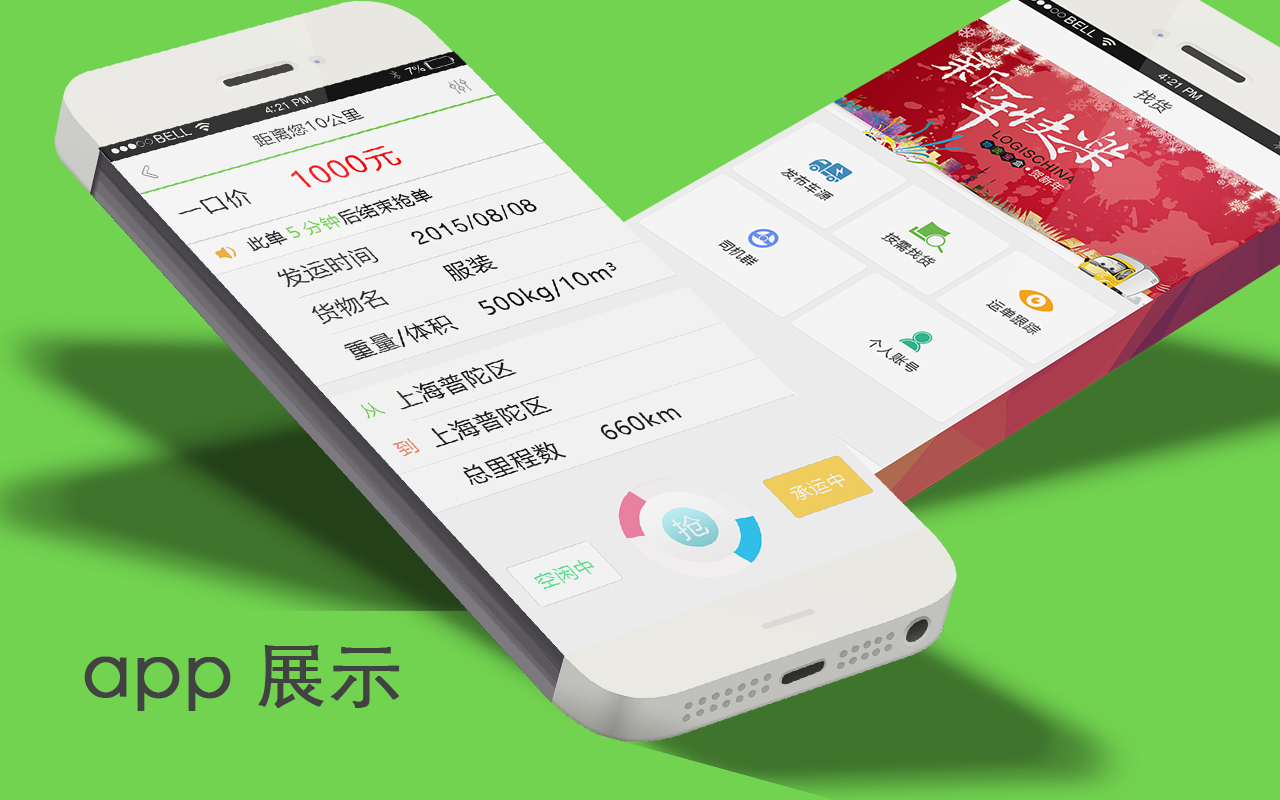 ●●●○○BELL 4:21 PM 7%
距离您10公里
一口价 1000元
此单5分钟后结束抢单
发运时间 2015/08/08
货物名 服装
重量/体积 500kg/10m³
从 上海普陀区
到 上海普陀区
总里程数 660km
空闲中 抢 承运中
BELL 4:21 PM
找货
新年快樂
LOGISCHINA
贺新年
发布车源
按需找货
运单跟踪
司机群
个人账号
app 展示